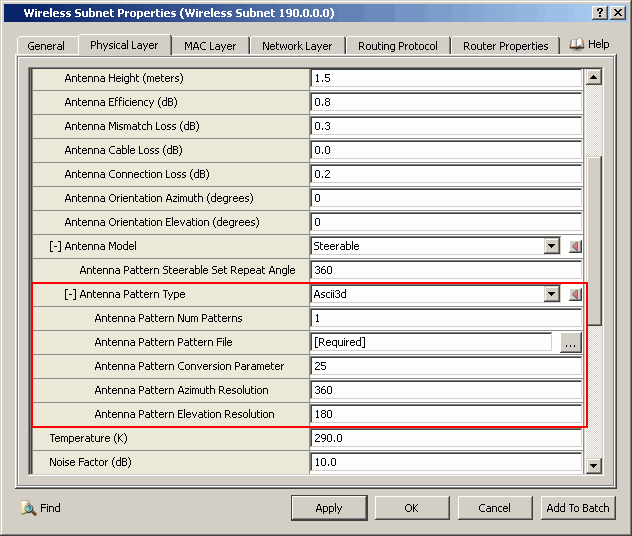 Wireless Subnet Properties (Wireless Subnet 190.0.0.0)
General Physical Layer MAC Layer Network Layer Routing Protocol Router Properties Help
Antenna Height (meters) 1.5
Antenna Efficiency (dB) 0.8
Antenna Mismatch Loss (dB) 0.3
Antenna Cable Loss (dB) 0.0
Antenna Connection Loss (dB) 0.2
Antenna Orientation Azimuth (degrees) 0
Antenna Orientation Elevation (degrees) 0
[-] Antenna Model Steerable
Antenna Pattern Steerable Set Repeat Angle 360
[-] Antenna Pattern Type Ascii3d
Antenna Pattern Num Patterns 1
Antenna Pattern Pattern File [Required] ...
Antenna Pattern Conversion Parameter 25
Antenna Pattern Azimuth Resolution 360
Antenna Pattern Elevation Resolution 180
Temperature (K) 290.0
Noise Factor (dB) 10.0
Find Apply OK Cancel Add To Batch